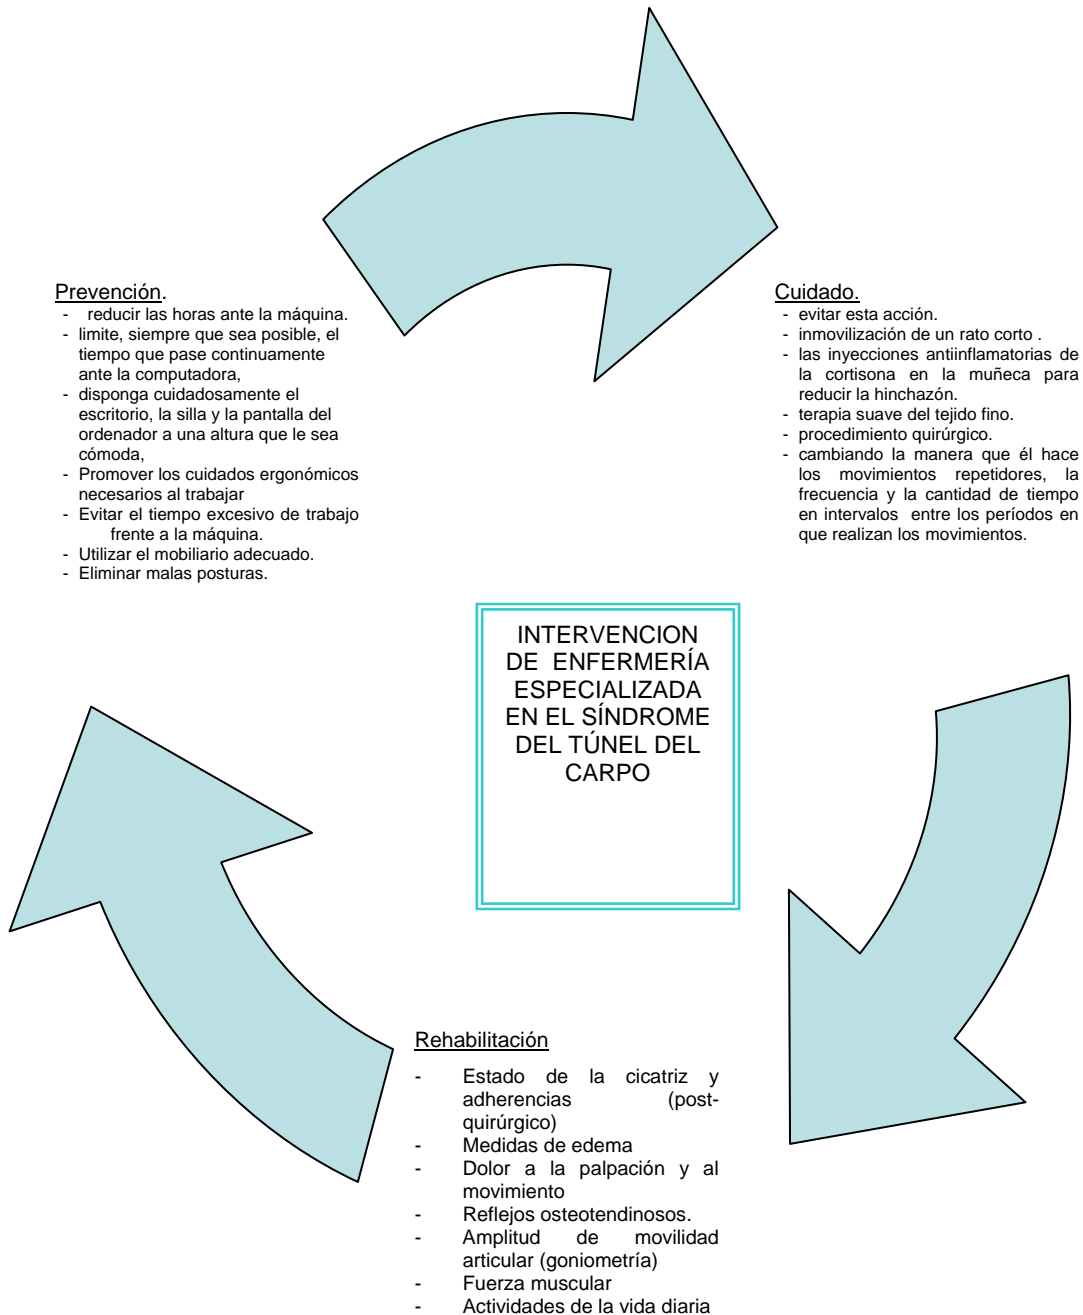 Prevención.
- reducir las horas ante la máquina.
- limite, siempre que sea posible, el
tiempo que pase continuamente
ante la computadora,
- disponga cuidadosamente el
escritorio, la silla y la pantalla del
ordenador a una altura que le sea
cómoda,
- Promover los cuidados ergonómicos
necesarios al trabajar
- Evitar el tiempo excesivo de trabajo
frente a la máquina.
- Utilizar el mobiliario adecuado.
- Eliminar malas posturas.
Cuidado.
- evitar esta acción.
- inmovilización de un rato corto .
- las inyecciones antiinflamatorias de
la cortisona en la muñeca para
reducir la hinchazón.
- terapia suave del tejido fino.
- procedimiento quirúrgico.
- cambiando la manera que él hace
los movimientos repetidores, la
frecuencia y la cantidad de tiempo
en intervalos entre los períodos en
que realizan los movimientos.
INTERVENCION
DE ENFERMERÍA
ESPECIALIZADA
EN EL SÍNDROME
DEL TÚNEL DEL
CARPO
Rehabilitación
- Estado de la cicatriz y
adherencias (post-
quirúrgico)
- Medidas de edema
- Dolor a la palpación y al
movimiento
- Reflejos osteotendinosos.
- Amplitud de movilidad
articular (goniometría)
- Fuerza muscular
- Actividades de la vida diaria